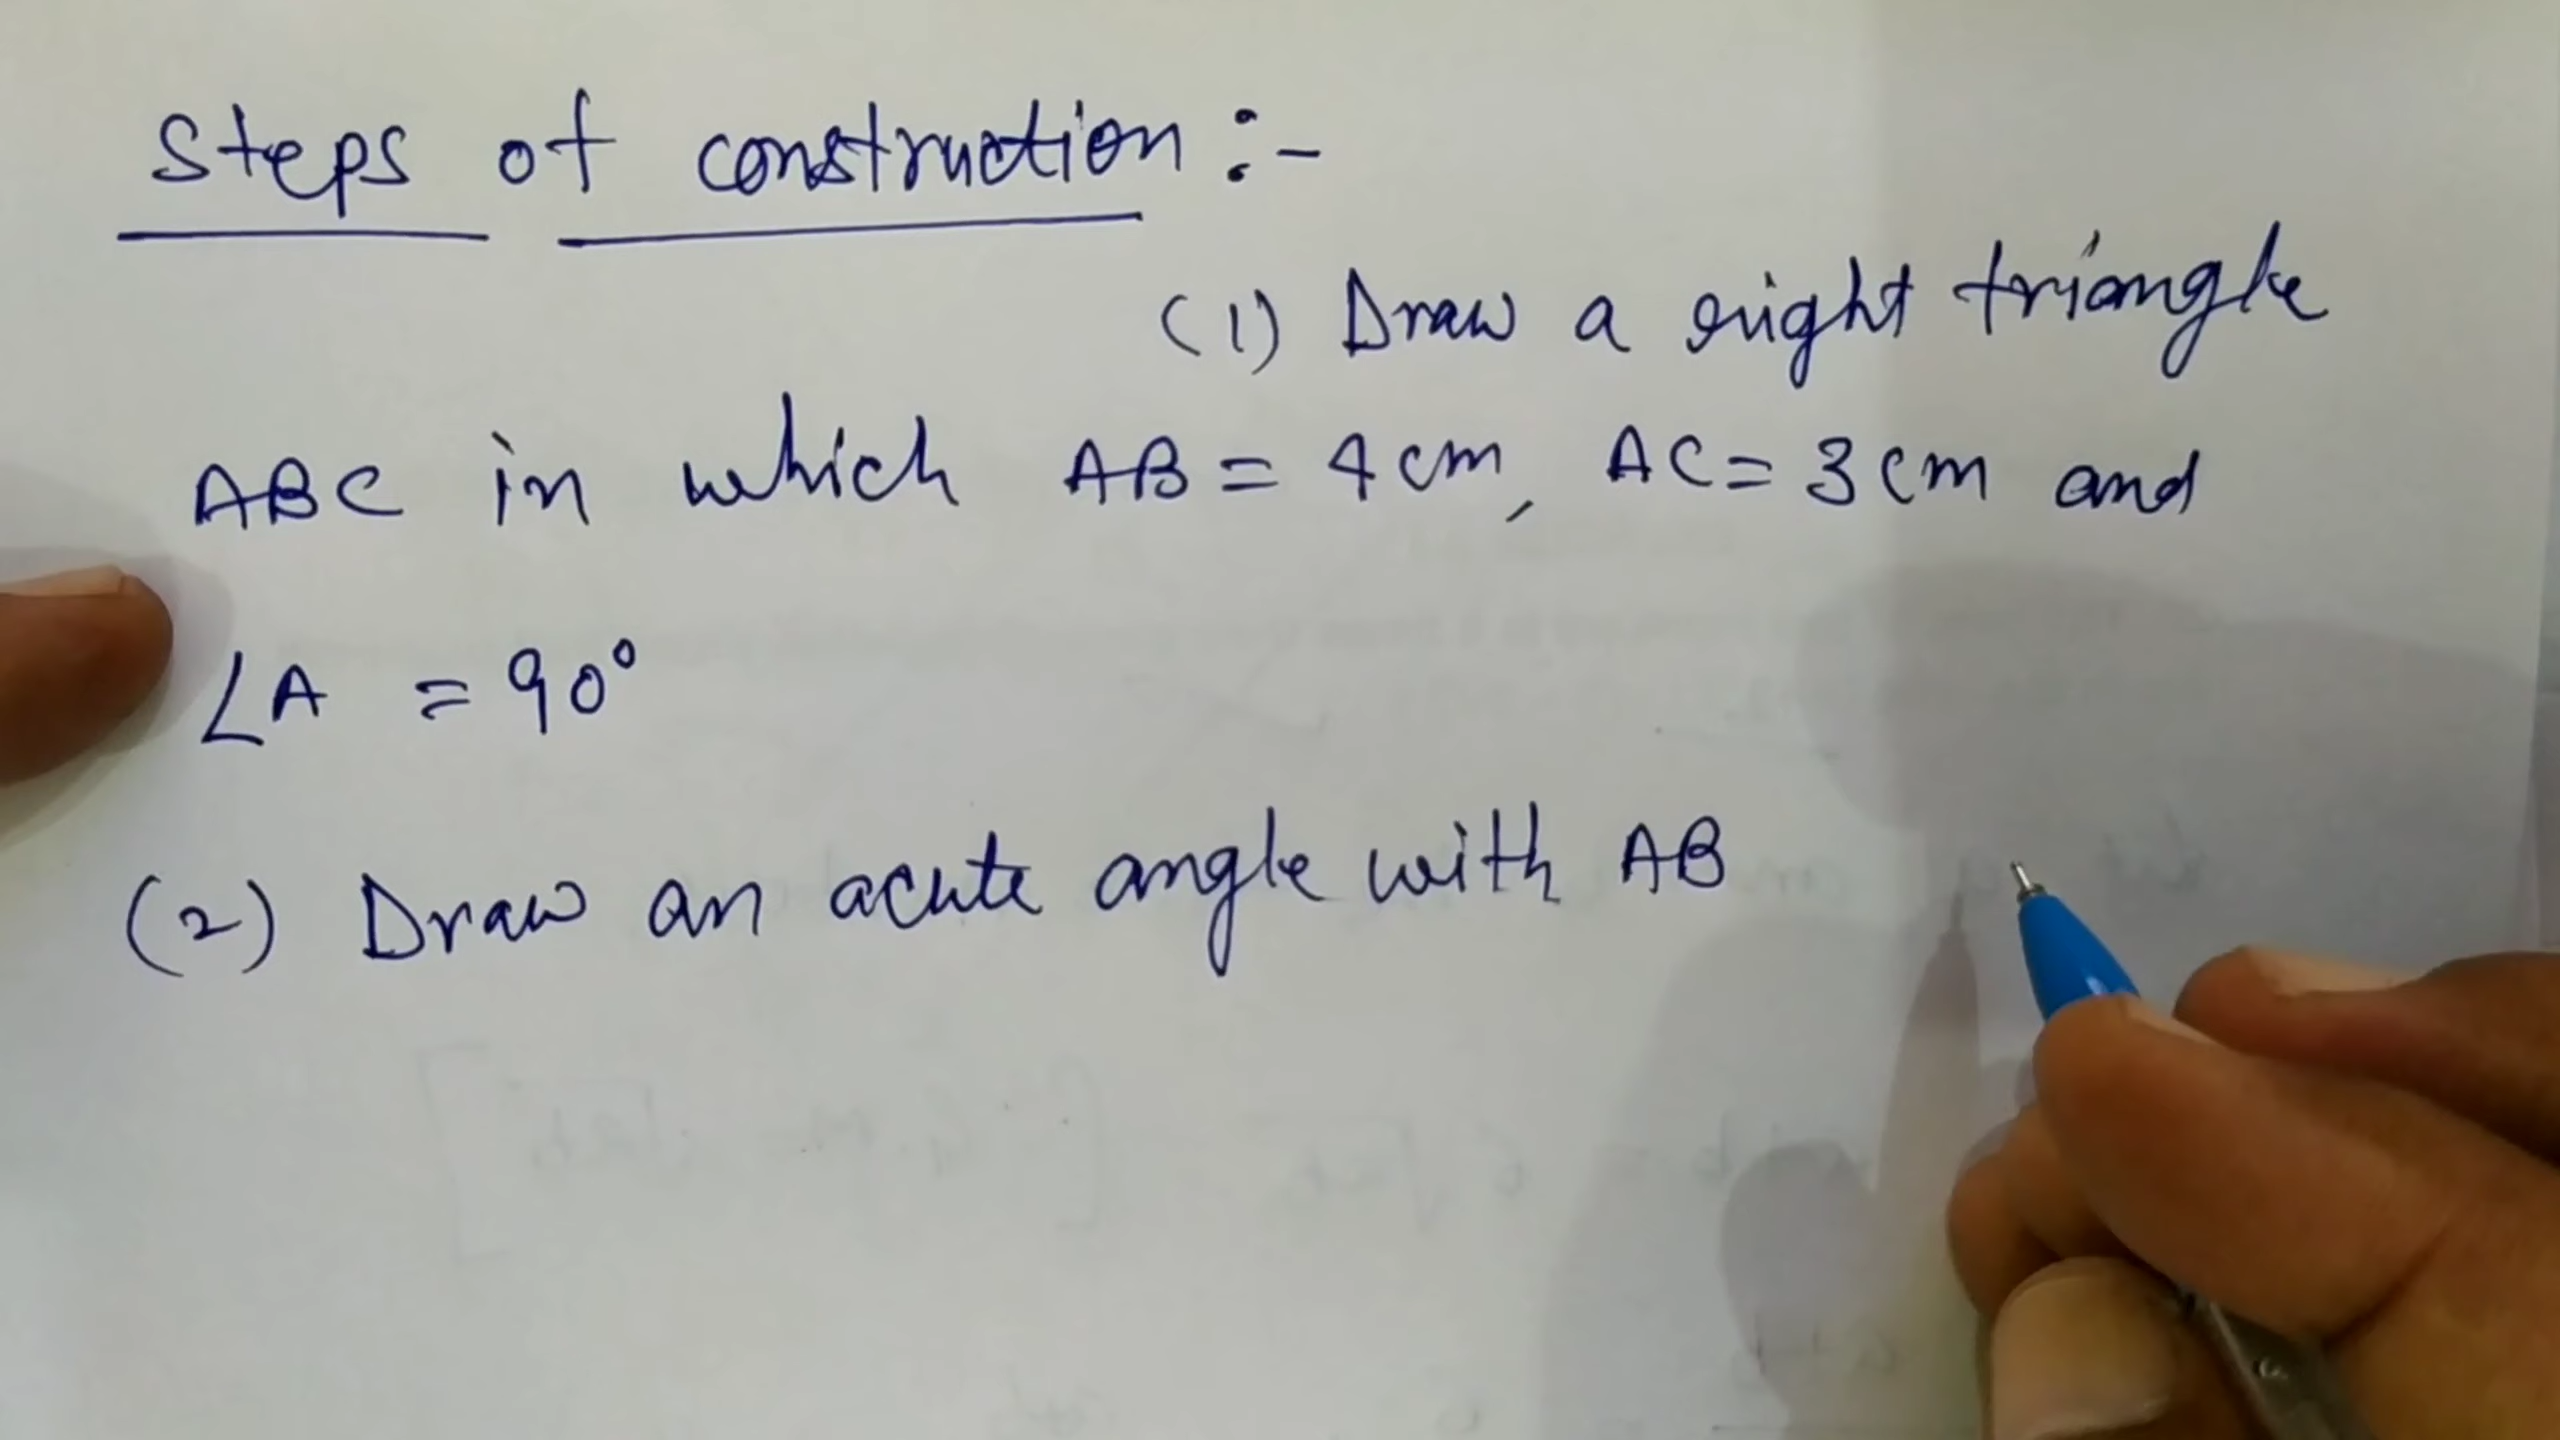 Steps of construction :-
(1) Draw a right triangle
ABC in which AB = 4 cm, AC = 3 cm and
∠A = 90°
(2) Draw an acute angle with AB